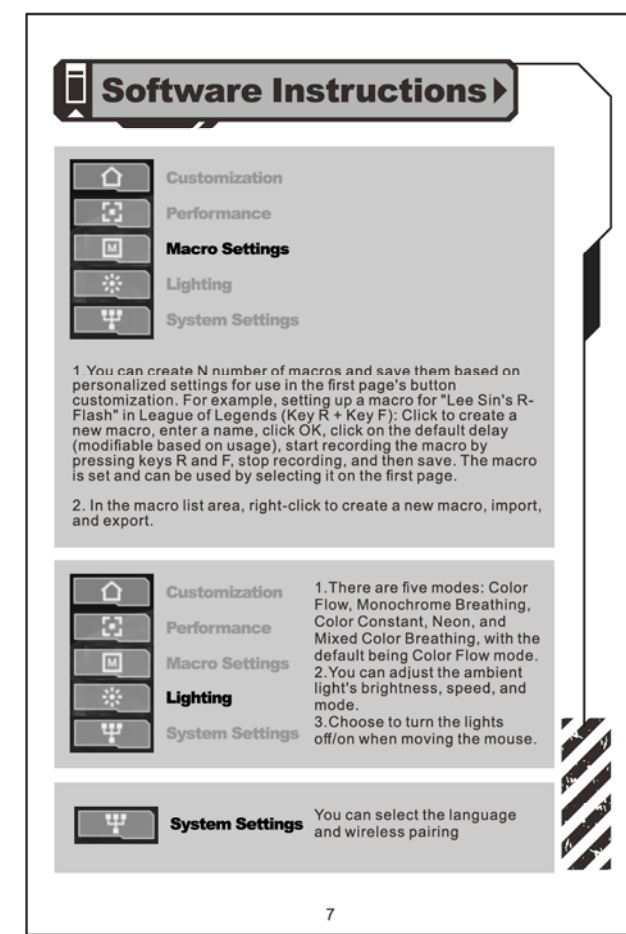 Software Instructions
Customization
Performance
M
Macro Settings
Lighting
System Settings
1.You can create N number of macros and save them based on
personalized settings for use in the first page's button
customization. For example, setting up a macro for "Lee Sin's R-
Flash" in League of Legends (Key R + Key F): Click to create a
new macro, enter a name, click OK, click on the default delay
(modifiable based on usage), start recording the macro by
pressing keys R and F, stop recording, and then save. The macro
is set and can be used by selecting it on the first page.
2. In the macro list area, right-click to create a new macro, import,
and export.
Customization
Performance
M
Macro Settings
Lighting
System Settings
1.There are five modes: Color
Flow, Monochrome Breathing,
Color Constant, Neon, and
Mixed Color Breathing, with the
default being Color Flow mode.
2.You can adjust the ambient
light's brightness, speed, and
mode.
3.Choose to turn the lights
off/on when moving the mouse.
System Settings
You can select the language
and wireless pairing
7